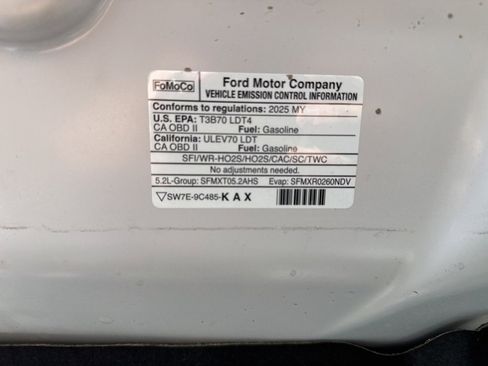 FoMoCo
Ford Motor Company
VEHICLE EMISSION CONTROL INFORMATION
Conforms to regulations: 2025 MY
U.S. EPA: T3B70 LDT4
CA OBD II Fuel: Gasoline
California: ULEV70 LDT
CA OBD II Fuel: Gasoline
SFI/WR-HO2S/HO2S/CAC/SC/TWC
No adjustments needed.
5.2L-Group: SFMXT05.2AHS Evap: SFMXR0260NDV
SW7E-9C485-KAX